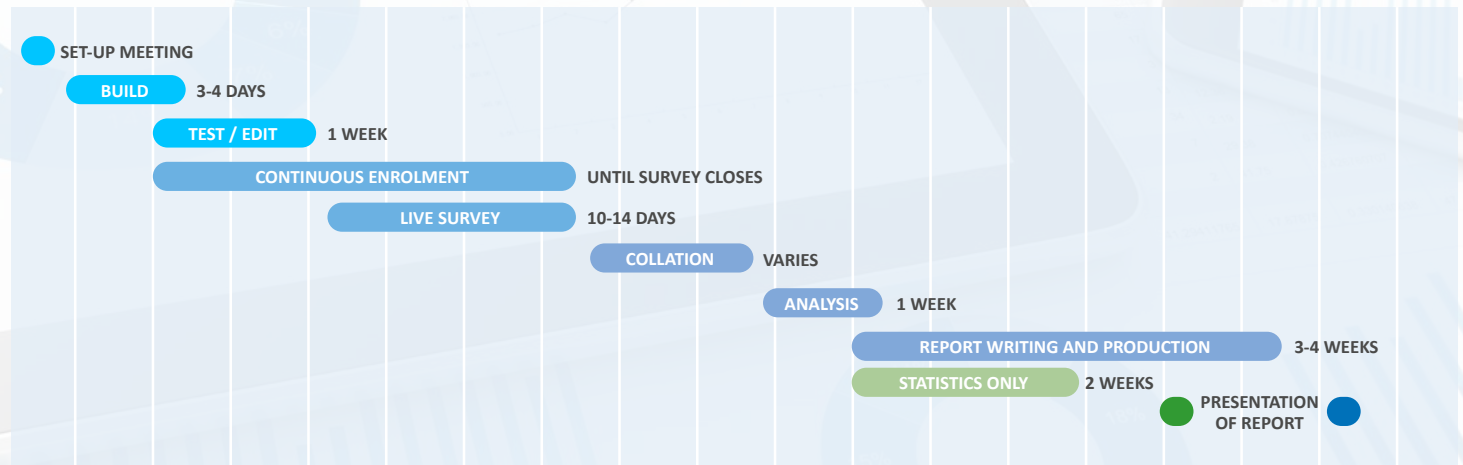 SET-UP MEETING
BUILD 3-4 DAYS
TEST / EDIT 1 WEEK
CONTINUOUS ENROLMENT UNTIL SURVEY CLOSES
LIVE SURVEY 10-14 DAYS
COLLATION VARIES
ANALYSIS 1 WEEK
REPORT WRITING AND PRODUCTION 3-4 WEEKS
STATISTICS ONLY 2 WEEKS
PRESENTATION
OF REPORT